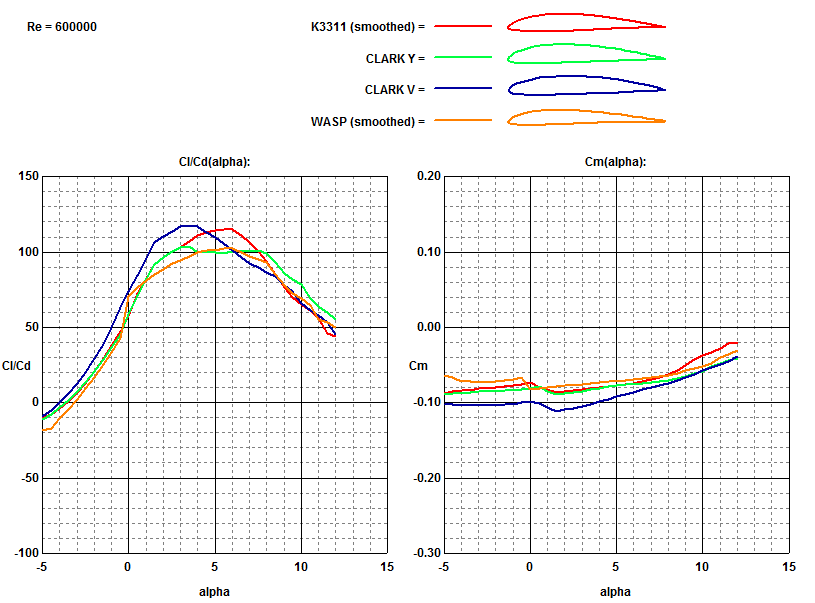 Re = 600000
K3311 (smoothed) =
CLARK Y =
CLARK V =
WASP (smoothed) =
Cl/Cd(alpha):
150
100
50
Cl/Cd
0
-50
-100
-5 0 5 10 15
alpha
Cm(alpha):
0.20
0.10
0.00
Cm
-0.10
-0.20
-0.30
-5 0 5 10 15
alpha